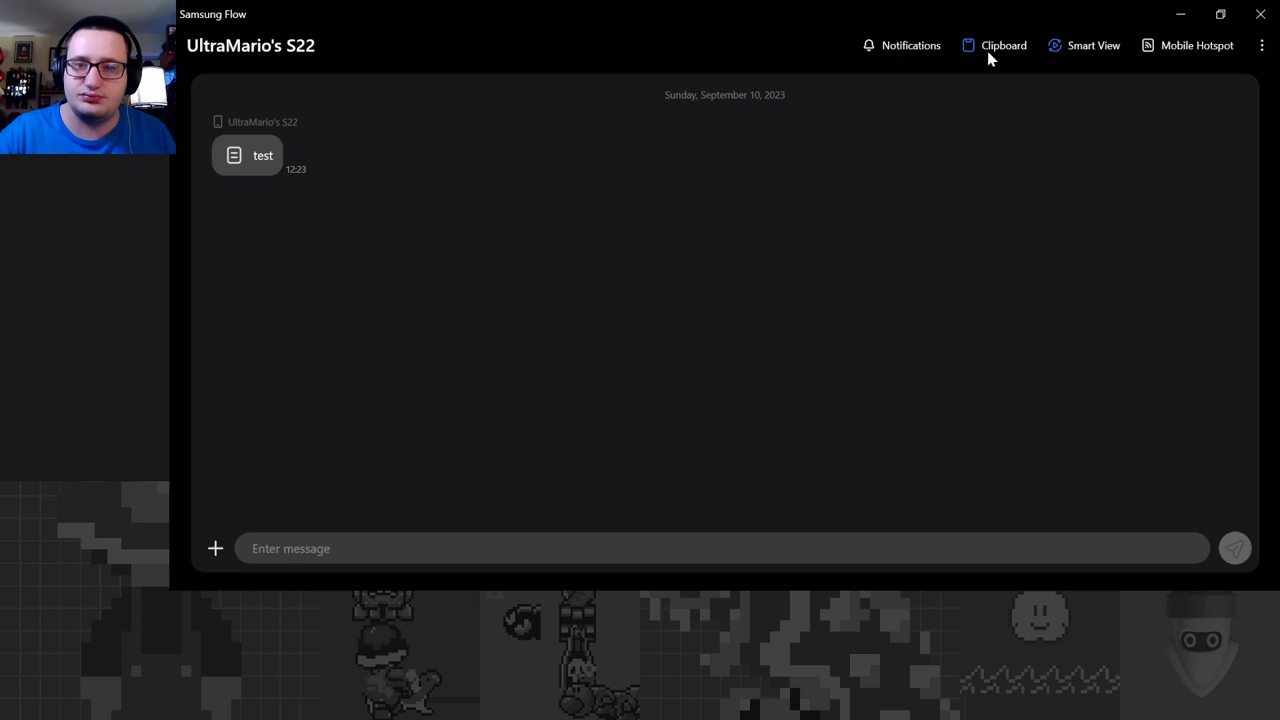 Samsung Flow
UltraMario's S22
Notifications
Clipboard
Smart View
Mobile Hotspot
Sunday, September 10, 2023
UltraMario's S22
test
12:23
Enter message